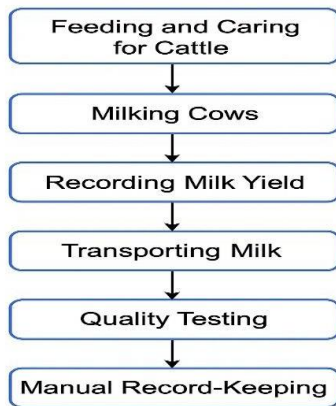 Feeding and Caring
for Cattle
Milking Cows
Recording Milk Yield
Transporting Milk
Quality Testing
Manual Record-Keeping